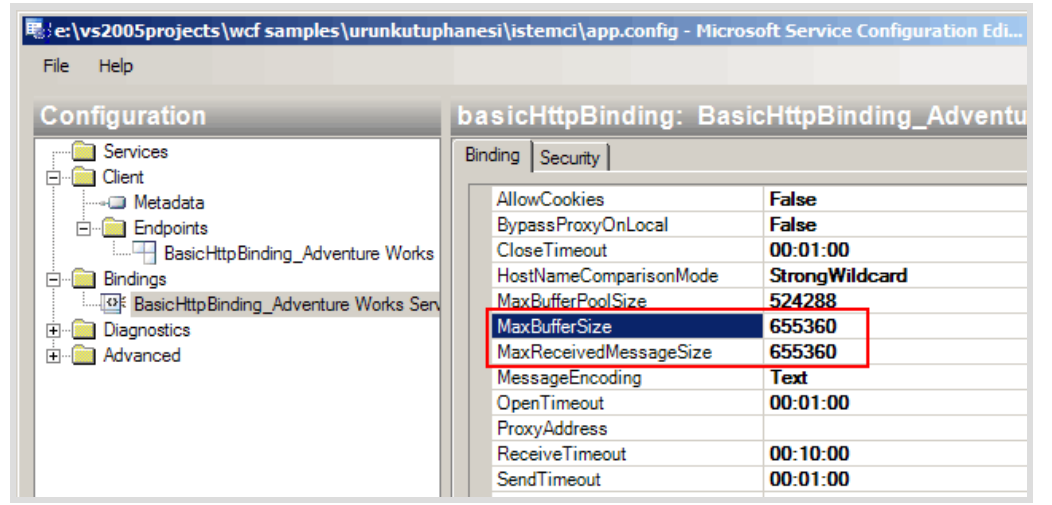 e:\vs2005projects\wcf samples\urunkutuphanesi\istemci\app.config - Microsoft Service Configuration Edi...
File Help
Configuration
Services
Client
Metadata
Endpoints
BasicHttpBinding_Adventure Works
Bindings
BasicHttpBinding_Adventure Works Serv
Diagnostics
Advanced
basicHttpBinding: BasicHttpBinding_Adventu
Binding Security
AllowCookies False
BypassProxyOnLocal False
CloseTimeout 00:01:00
HostNameComparisonMode StrongWildcard
MaxBufferPoolSize 524288
MaxBufferSize 655360
MaxReceivedMessageSize 655360
MessageEncoding Text
OpenTimeout 00:01:00
ProxyAddress
ReceiveTimeout 00:10:00
SendTimeout 00:01:00